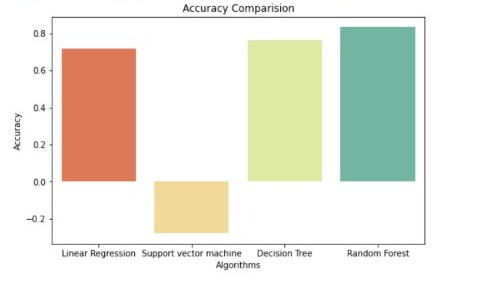 Accuracy Comparision
0.8
0.6
0.4
0.2
0.0
−0.2
Accuracy
Linear Regression Support vector machine Decision Tree Random Forest
Algorithms